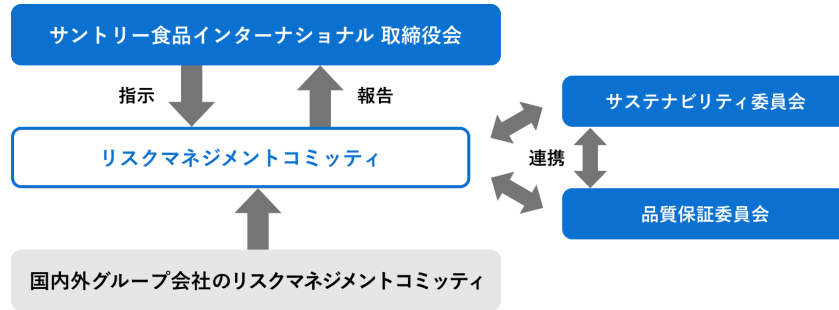 サントリー食品インターナショナル 取締役会
指示
報告
リスクマネジメントコミッティ
サステナビリティ委員会
連携
品質保証委員会
国内外グループ会社のリスクマネジメントコミッティ